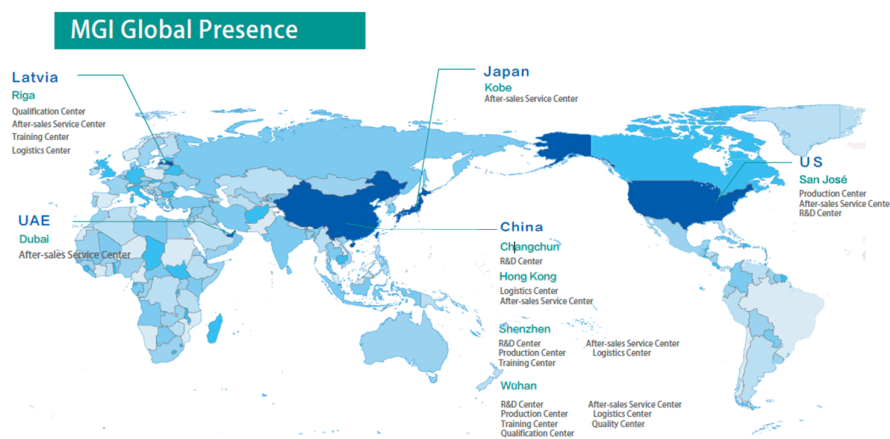 MGI Global Presence
Latvia
Riga
Qualification Center
After-sales Service Center
Training Center
Logistics Center
Japan
Kobe
After-sales Service Center
US
San José
Production Center
After-sales Service Cente
R&D Center
UAE
Dubai
After-sales Service Center
China
Changchun
R&D Center
Hong Kong
Logistics Center
After-sales Service Center
Shenzhen
R&D Center After-sales Service Center
Production Center Logistics Center
Training Center
Wuhan
R&D Center After-sales Service Center
Production Center Logistics Center
Training Center Quality Center
Qualification Center